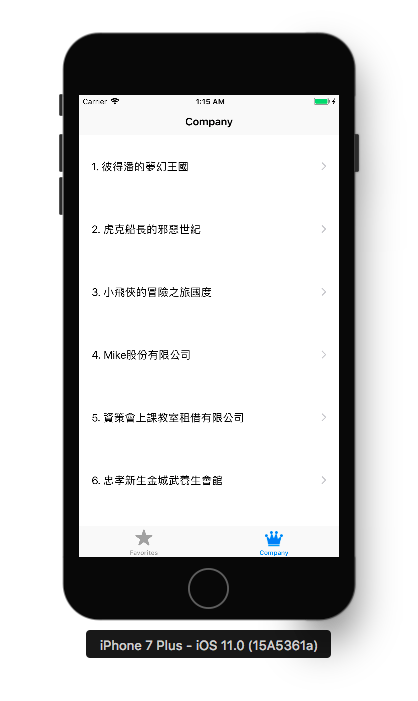 Carrier 1:15 AM
Company
1. 彼得潘的夢幻王國
2. 虎克船長的邪惡世紀
3. 小飛俠的冒險之旅國度
4. Mike股份有限公司
5. 資策會上課教室租借有限公司
6. 忠孝新生金城武養生會館
Favorites Company
iPhone 7 Plus - iOS 11.0 (15A5361a)